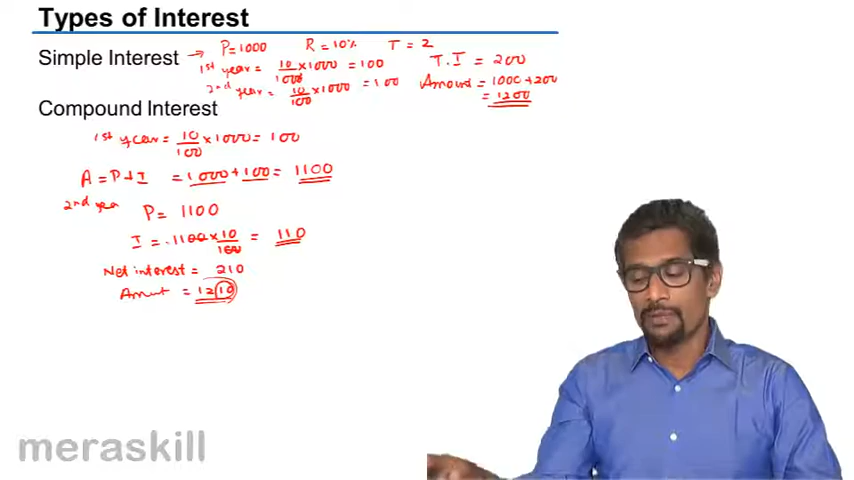 Types of Interest
Simple Interest → P=1000 R=10% T=2
1st year = 10/100 ×1000 = 100
2nd year = 10/100 ×1000 = 100
T.I = 200
Amount = 1000+200
= 1200
Compound Interest
1st year = 10/100 ×1000 = 100
A = P+I = 1000+100 = 1100
2nd year
P = 1100
I = 1100×10/100 = 110
Net interest = 210
Amount = 1210
meraskill